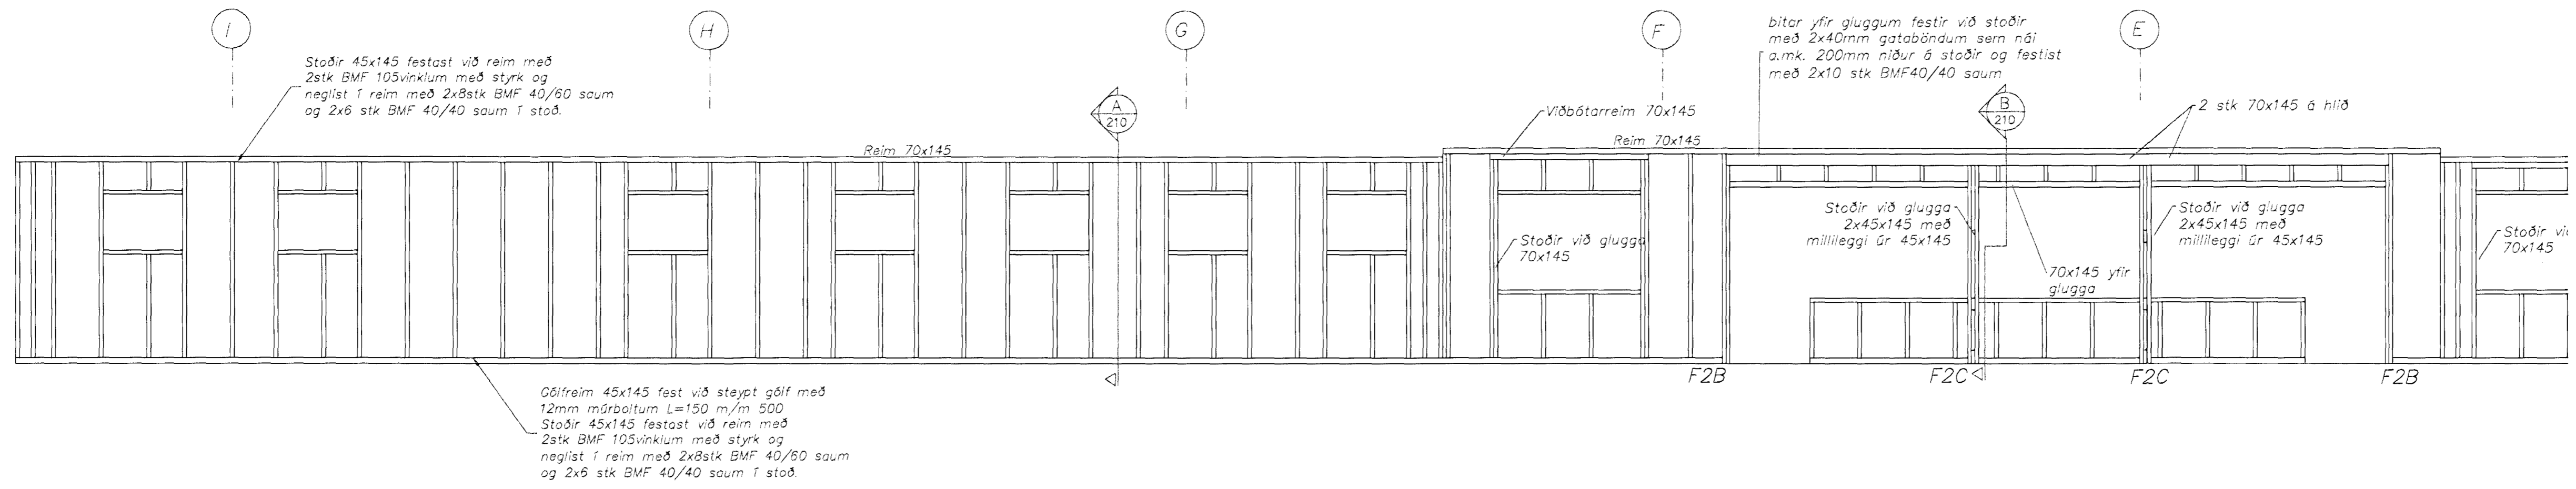 I
H
G
F
E
Stoðir 45x145 festast við reim með
2stk BMF 105vinklum með styrk og
neglist í reim með 2x8stk BMF 40/60 saum
og 2x6 stk BMF 40/40 saum í stoð.
bitar yfir gluggum festir við stoðir
með 2x40mm gataböndum sem nái
a.mk. 200mm niður á stoðir og festist
með 2x10 stk BMF40/40 saum
A
210
B
210
Viðbótarreim 70x145
2 stk 70x145 á hlið
Reim 70x145
Reim 70x145
Stoðir við glugga
70x145
Stoðir við glugga
2x45x145 með
millileggi úr 45x145
Stoðir við glugga
2x45x145 með
millileggi úr 45x145
70x145 yfir
glugga
Stoðir við
70x145
F2B
F2C
F2C
F2B
Gólfreim 45x145 fest við steypt gólf með
12mm múrboltum L=150 m/m 500
Stoðir 45x145 festast við reim með
2stk BMF 105vinklum með styrk og
neglist í reim með 2x8stk BMF 40/60 saum
og 2x6 stk BMF 40/40 saum í stoð.